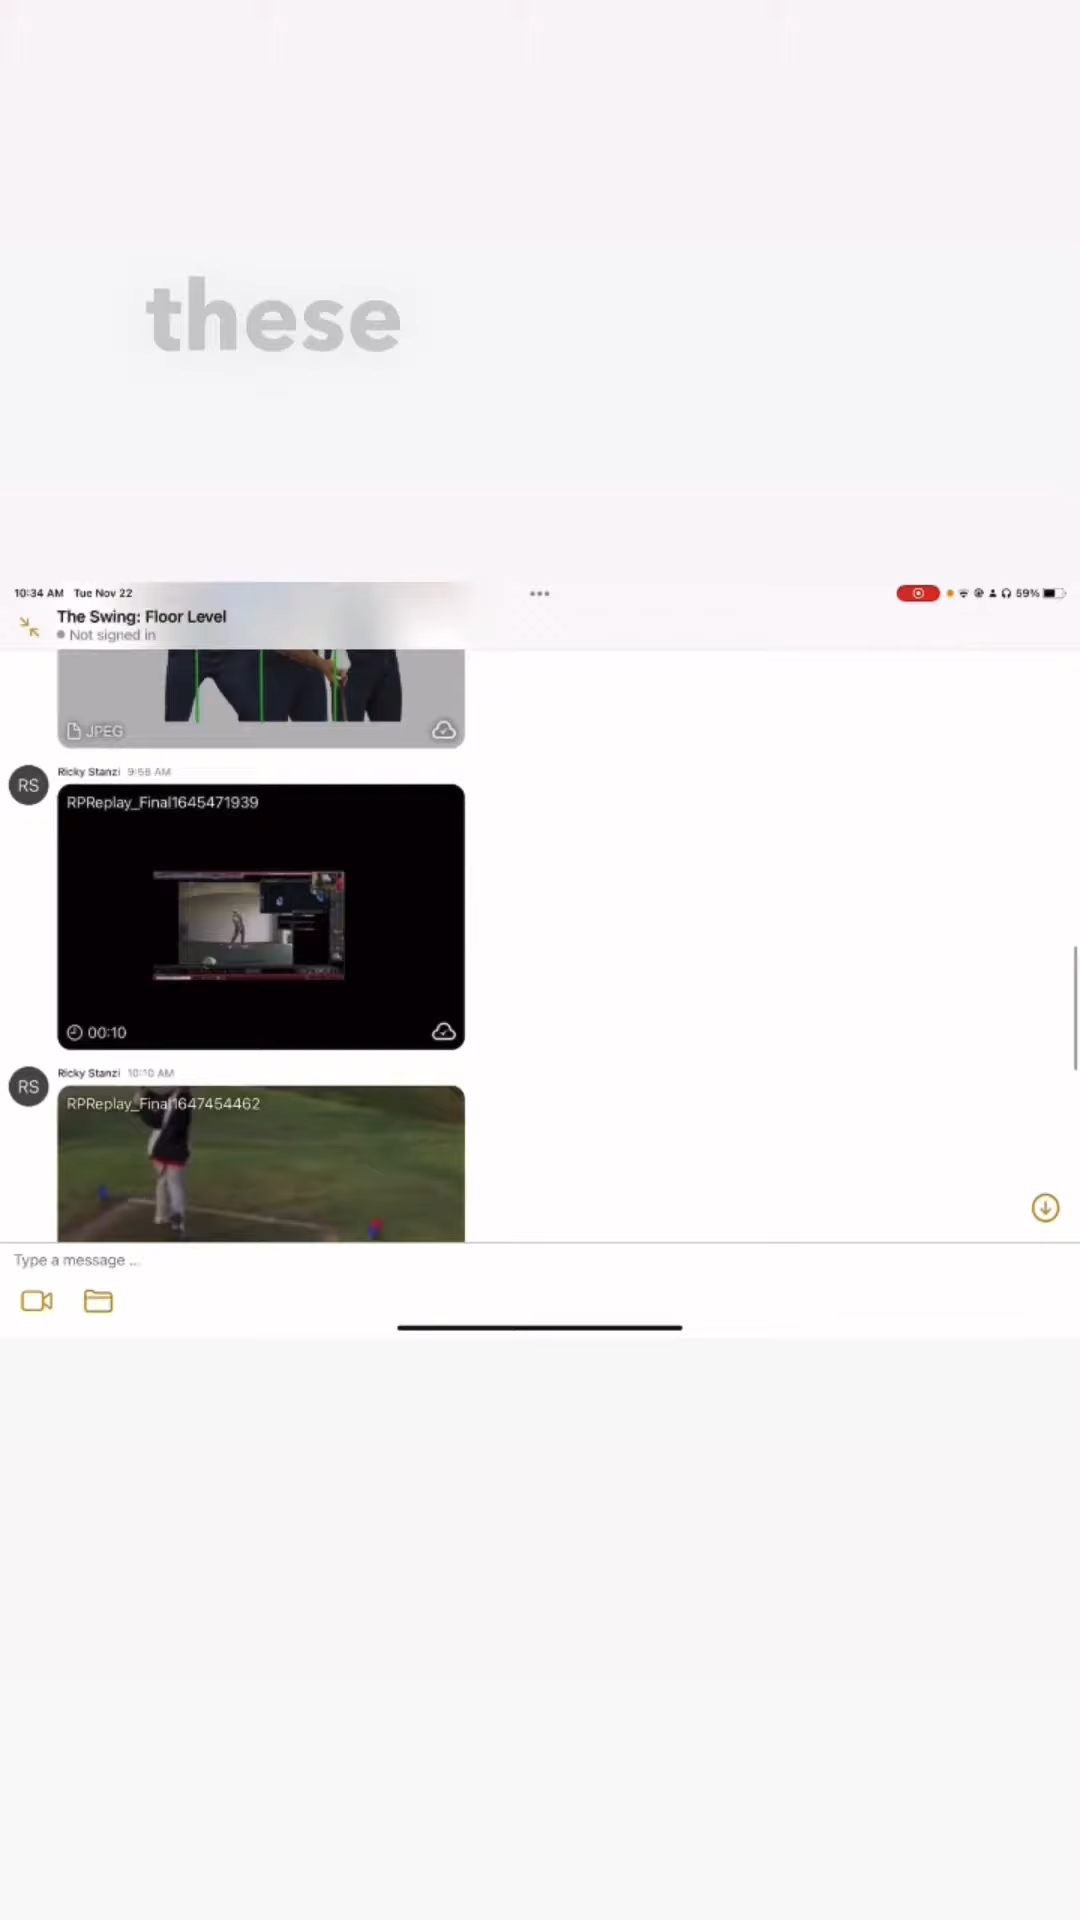 these
10:34 AM Tue Nov 22
59%
The Swing: Floor Level
Not signed in
JPEG
Ricky Stanzi 9:58 AM
RS
RPReplay_Final1645471939
00:10
Ricky Stanzi 10:10 AM
RS
RPReplay_Final1647454462
Type a message ...